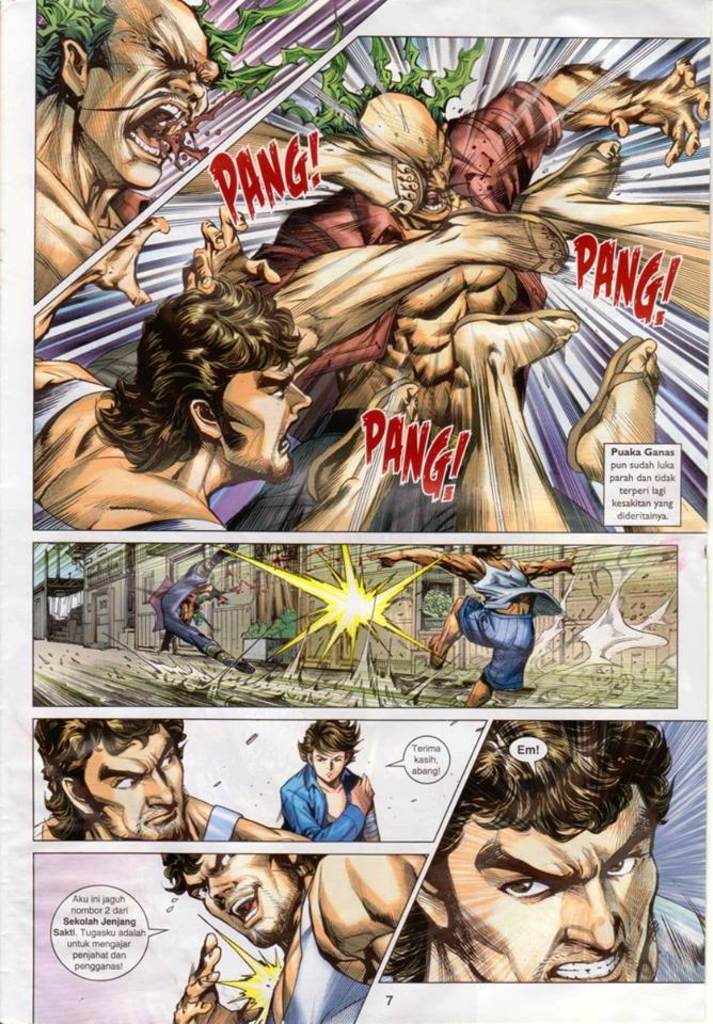 PANG!
PANG!
PANG!
Puaka Ganas
pun sudah luka
parah dan tidak
terperi lagi
kesakitan yang
dideritainya.
Terima
kasih,
abang!
Em!
Aku ini jaguh
nombor 2 dari
Sekolah Jenjang
Sakti. Tugasku adalah
untuk mengajar
penjahat dan
pengganas!
7